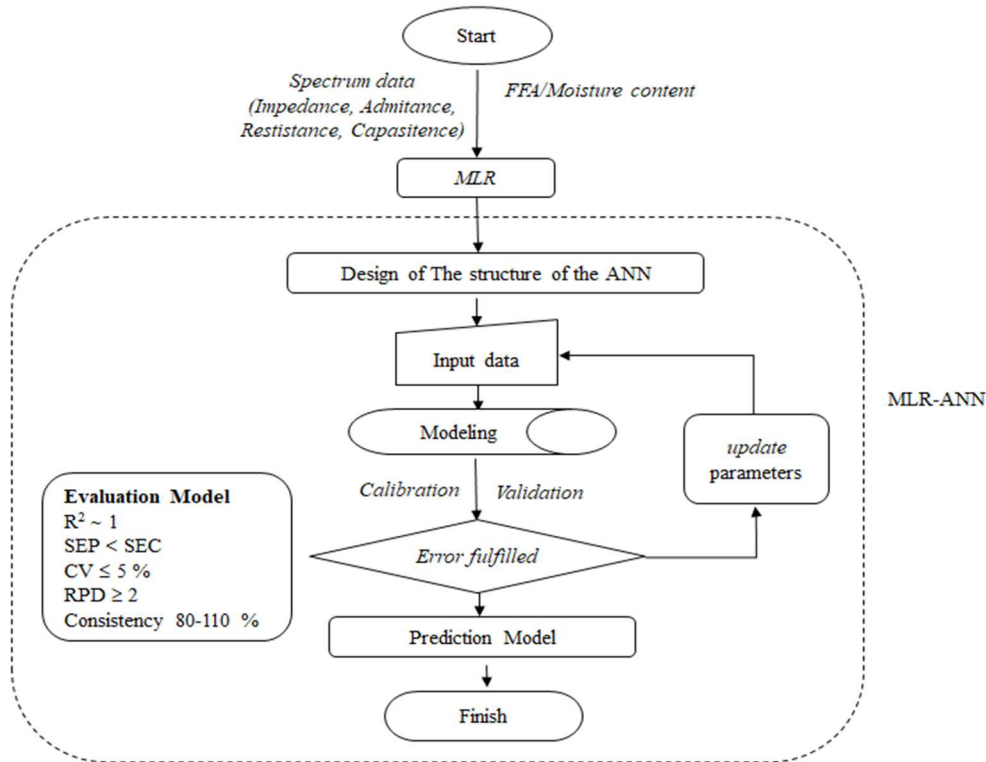 Start
Spectrum data
(Impedance, Admitance,
Restistance, Capasitence)
FFA/Moisture content
MLR
Design of The structure of the ANN
Input data
MLR-ANN
Modeling
update
parameters
Calibration
Validation
Evaluation Model
R² ~ 1
SEP < SEC
CV ≤ 5 %
RPD ≥ 2
Consistency 80-110 %
Error fulfilled
Prediction Model
Finish